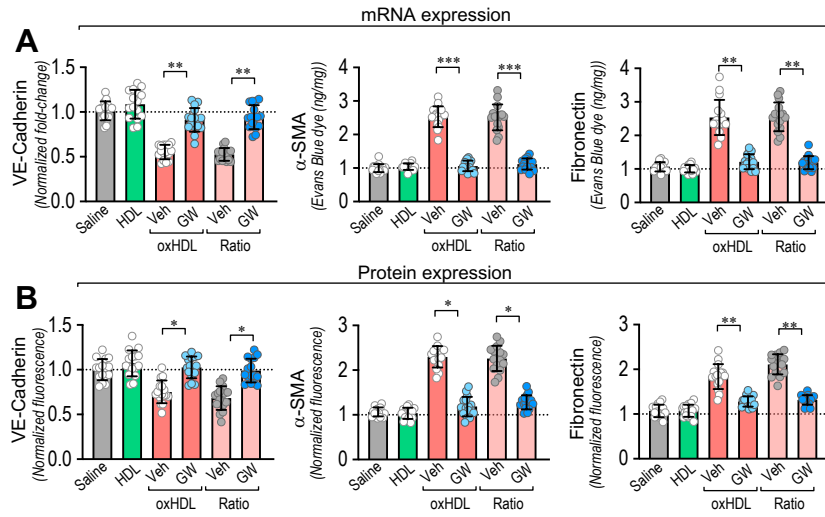 mRNA expression
A
VE-Cadherin
(Normalized fold-change)
1.5
1.0
0.5
0.0
**
**
Saline
HDL
Veh
GW
Veh
GW
oxHDL
Ratio
α-SMA
(Evans Blue dye (ng/mg)
4
3
2
1
0
***
***
Saline
HDL
Veh
GW
Veh
GW
oxHDL
Ratio
Fibronectin
(Evans Blue dye (ng/mg)
4
3
2
1
0
**
**
Saline
HDL
Veh
GW
Veh
GW
oxHDL
Ratio
Protein expression
B
VE-Cadherin
(Normalized fluorescence)
1.5
1.0
0.5
0.0
*
*
Saline
HDL
Veh
GW
Veh
GW
oxHDL
Ratio
α-SMA
(Normalized fluorescence)
3
2
1
0
*
*
Saline
HDL
Veh
GW
Veh
GW
oxHDL
Ratio
Fibronectin
(Normalized fluorescence)
3
2
1
0
**
**
Saline
HDL
Veh
GW
Veh
GW
oxHDL
Ratio